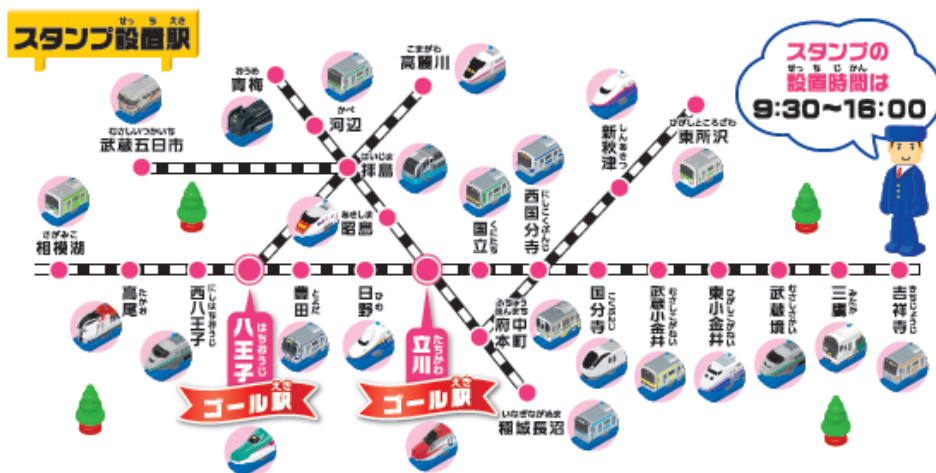 スタンプ設置駅
せっちえき
スタンプの
設置時間は
せっちじかん
9:30～16:00
おうめ
青梅
かべ
河辺
こまがわ
高麗川
むさしいつかいち
武蔵五日市
はいじま
拝島
あきしま
昭島
くにたち
国立
にしこくぶんじ
西国分寺
しんあきつ
新秋津
ひがしところざわ
東所沢
さがみこ
相模湖
たかお
高尾
にしはちおうじ
西八王子
はちおうじ
八王子
ゴール駅
えき
とよだ
豊田
ひの
日野
たちかわ
立川
ゴール駅
えき
ふちゅうほんまち
府中本町
いなぎながぬま
稲城長沼
こくぶんじ
国分寺
むさしこがねい
武蔵小金井
ひがしこがねい
東小金井
むさしさかい
武蔵境
みたか
三鷹
きちじょうじ
吉祥寺